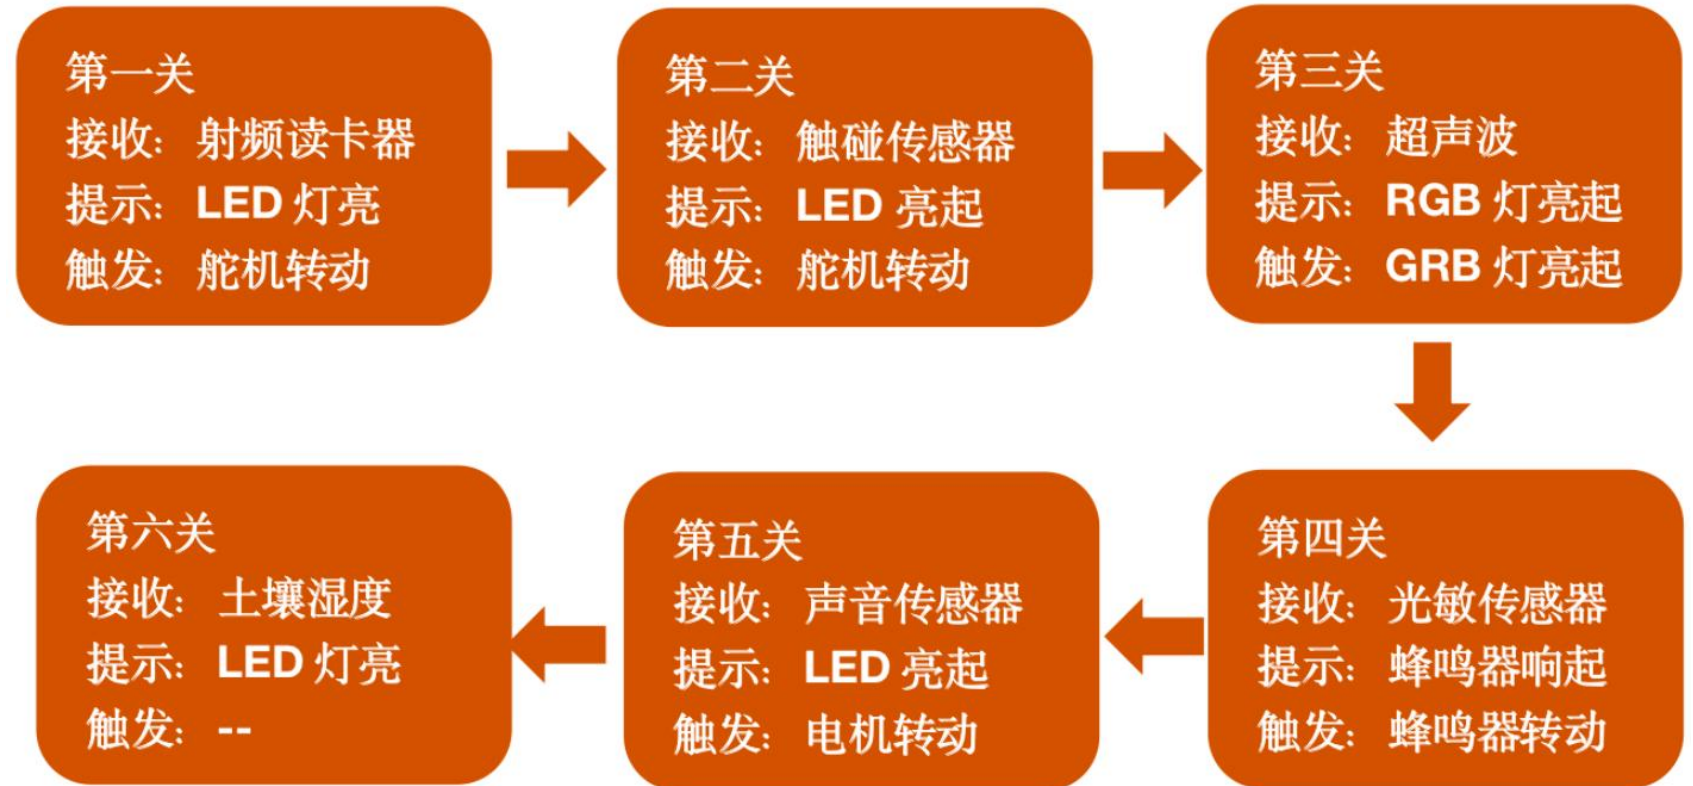 第一关
接收：射频读卡器
提示：LED 灯亮
触发：舵机转动
第二关
接收：触碰传感器
提示：LED 亮起
触发：舵机转动
第三关
接收：超声波
提示：RGB 灯亮起
触发：GRB 灯亮起
第四关
接收：光敏传感器
提示：蜂鸣器响起
触发：蜂鸣器转动
第五关
接收：声音传感器
提示：LED 亮起
触发：电机转动
第六关
接收：土壤湿度
提示：LED 灯亮
触发：--